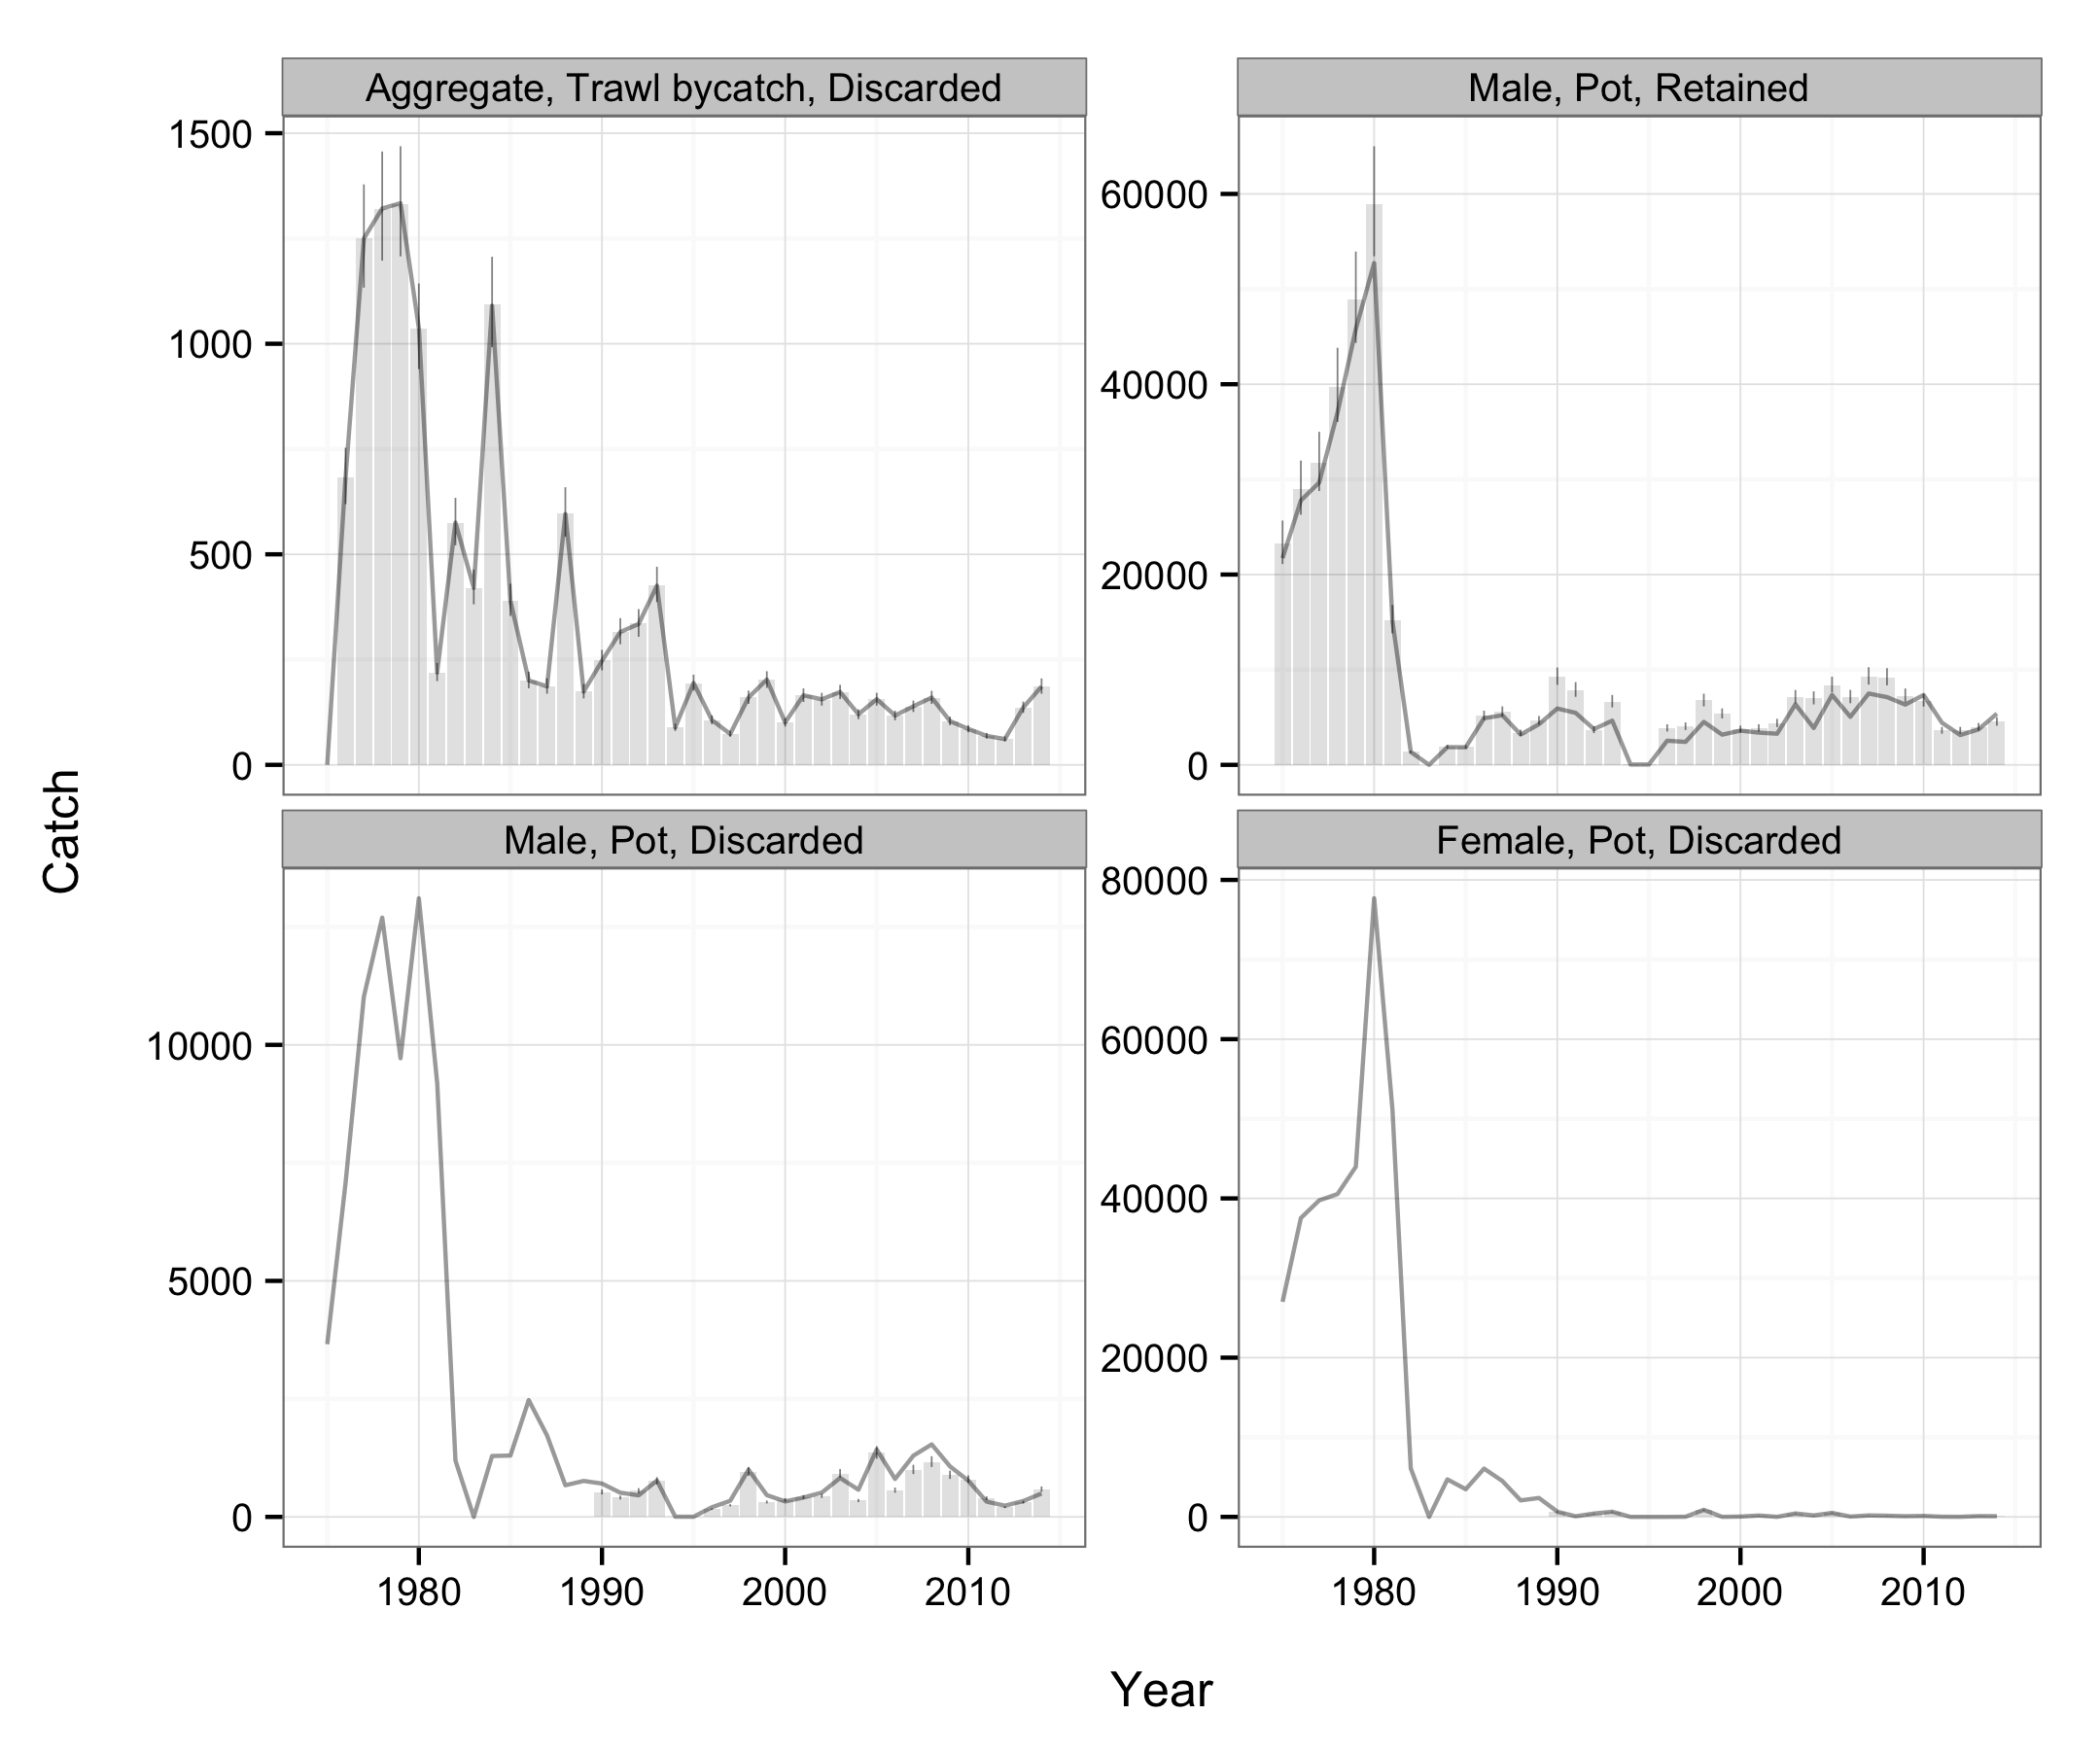 Aggregate, Trawl bycatch, Discarded
1500
1000
500
0
Male, Pot, Retained
60000
40000
20000
0
Catch
Male, Pot, Discarded
10000
5000
0
1980 1990 2000 2010
Female, Pot, Discarded
80000
60000
40000
20000
0
1980 1990 2000 2010
Year